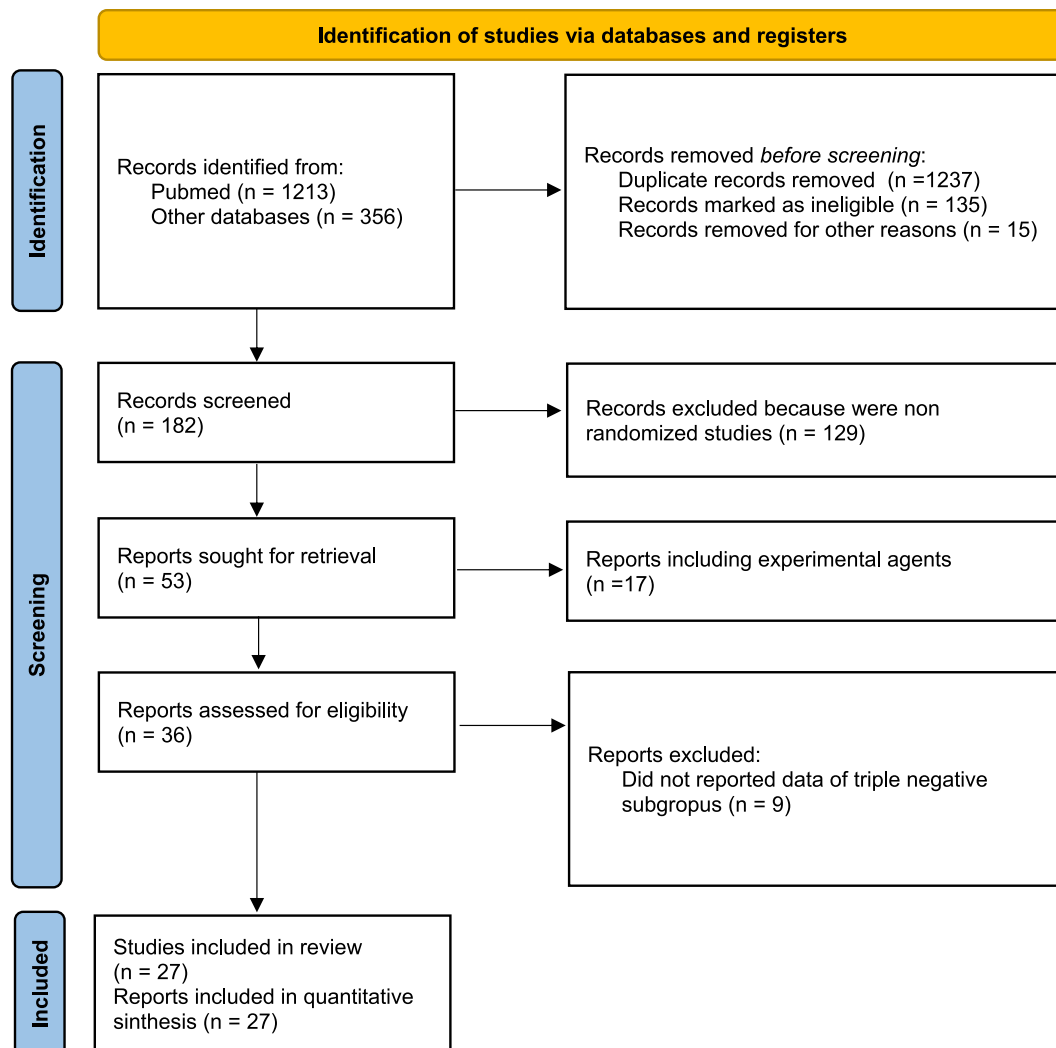 Identification of studies via databases and registers
Identification
Records identified from:
Pubmed (n = 1213)
Other databases (n = 356)
Records removed before screening:
Duplicate records removed (n =1237)
Records marked as ineligible (n = 135)
Records removed for other reasons (n = 15)
Screening
Records screened
(n = 182)
Records excluded because were non
randomized studies (n = 129)
Reports sought for retrieval
(n = 53)
Reports including experimental agents
(n =17)
Reports assessed for eligibility
(n = 36)
Reports excluded:
Did not reported data of triple negative
subgropus (n = 9)
Included
Studies included in review
(n = 27)
Reports included in quantitative
sinthesis (n = 27)